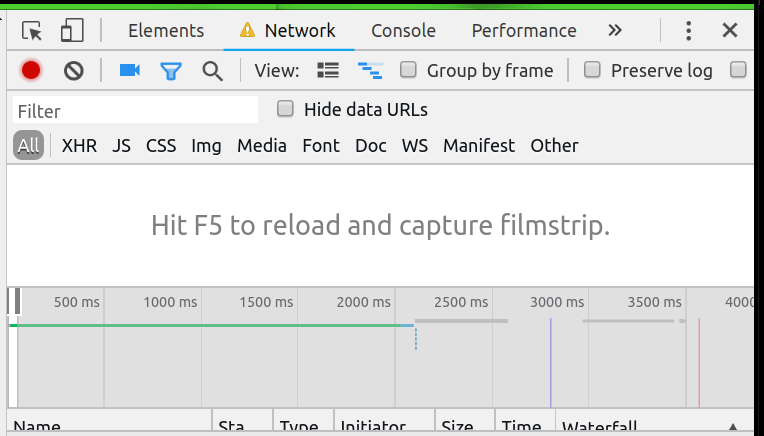 Elements Network Console Performance »
View: Group by frame Preserve log
Filter Hide data URLs
All XHR JS CSS Img Media Font Doc WS Manifest Other
Hit F5 to reload and capture filmstrip.
500 ms 1000 ms 1500 ms 2000 ms 2500 ms 3000 ms 3500 ms 4000
Name Sta Type Initiator Size Time Waterfall